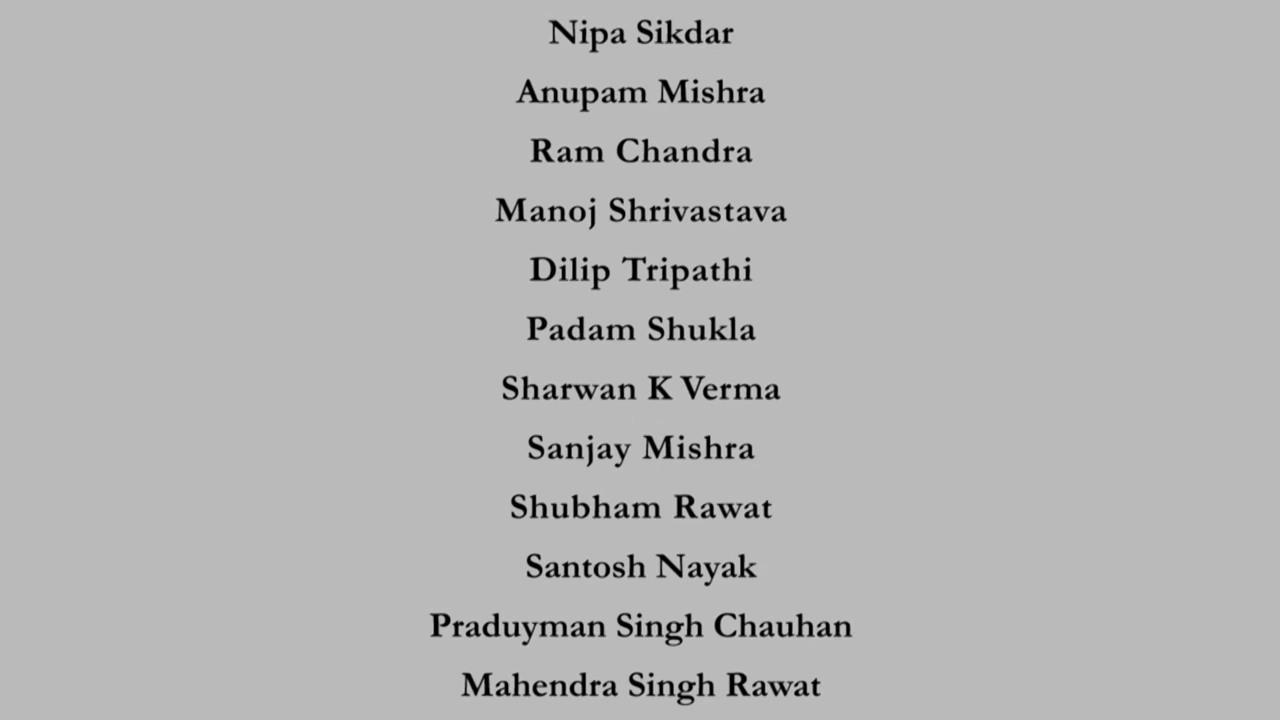 Nipa Sikdar
Anupam Mishra
Ram Chandra
Manoj Shrivastava
Dilip Tripathi
Padam Shukla
Sharwan K Verma
Sanjay Mishra
Shubham Rawat
Santosh Nayak
Praduyman Singh Chauhan
Mahendra Singh Rawat